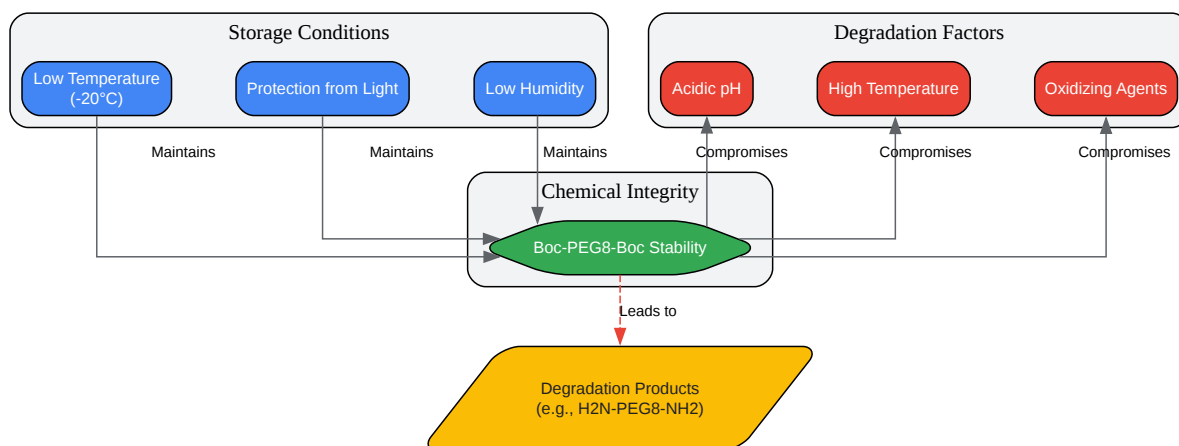 Storage Conditions
Degradation Factors
Low Temperature
(-20°C)
Protection from Light
Low Humidity
Acidic pH
High Temperature
Oxidizing Agents
Maintains
Maintains
Maintains
Compromises
Compromises
Compromises
Chemical Integrity
Boc-PEG8-Boc Stability
Leads to
Degradation Products
(e.g., H2N-PEG8-NH2)